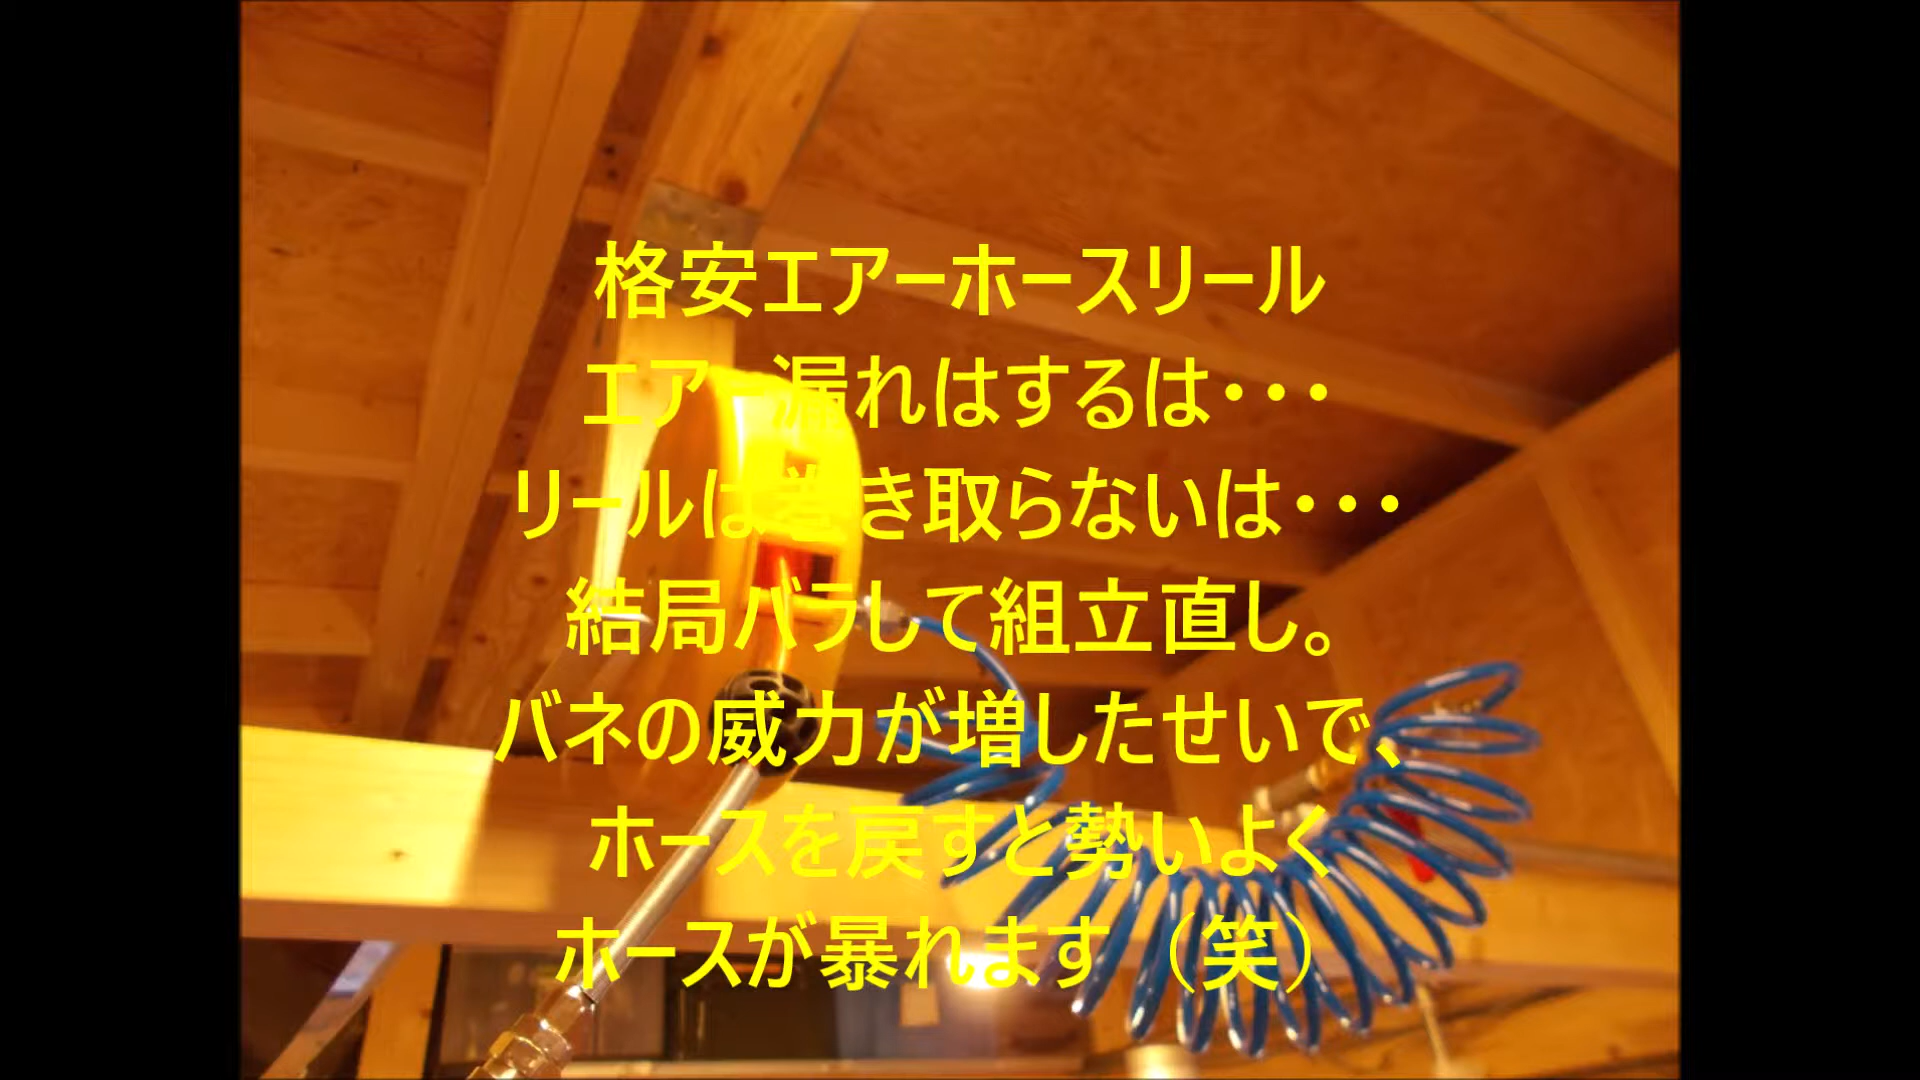 格安エアーホースリール
エアー漏れはするは・・・
リールは巻き取らないは・・・
結局バラして組立直し。
バネの威力が増したせいで、
ホースを戻すと勢いよく
ホースが暴れます（笑）